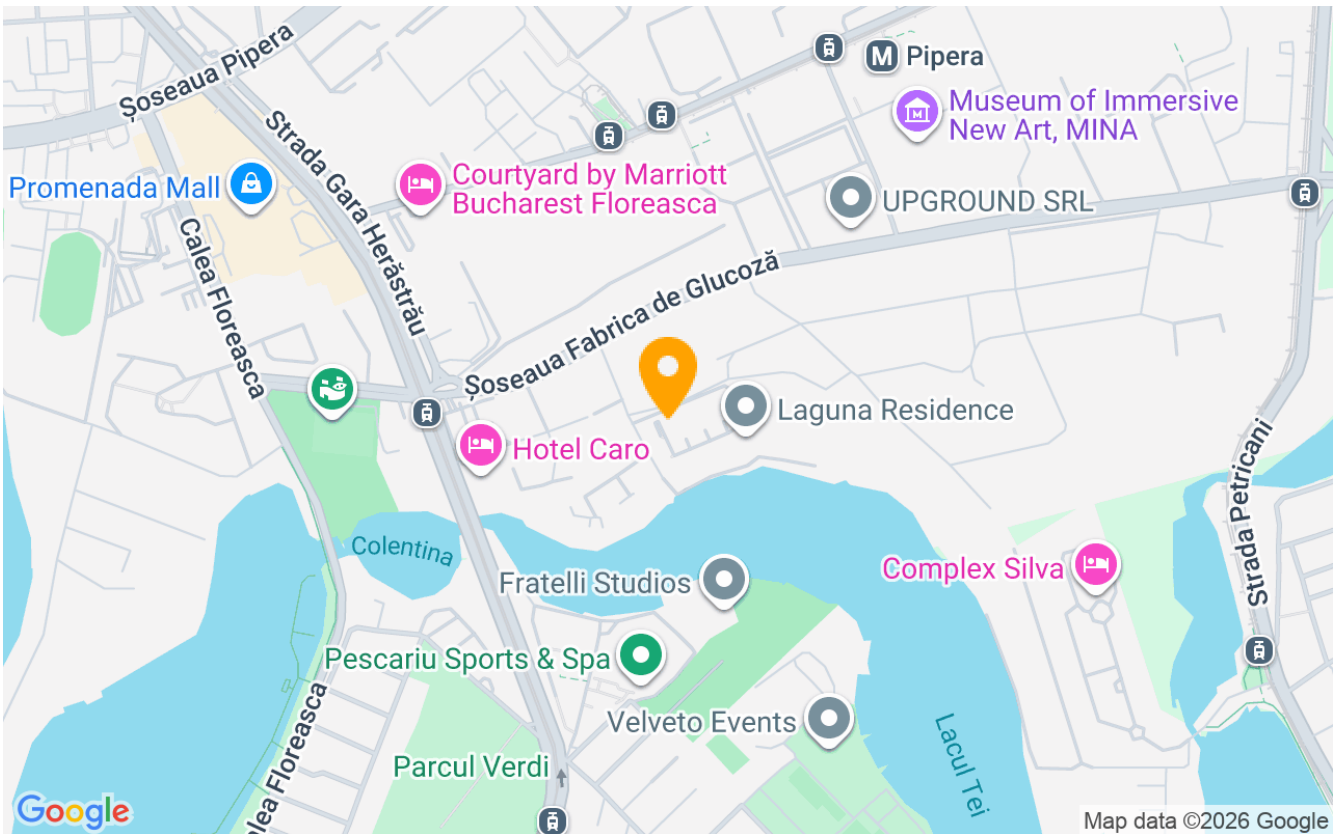 Șoseaua Pipera
M Pipera
Museum of Immersive
New Art, MINA
Strada Gara Herăstrău
Promenada Mall
Courtyard by Marriott
Bucharest Floreasca
UPGROUND SRL
Calea Floreasca
Șoseaua Fabrica de Glucoză
Laguna Residence
Hotel Caro
Strada Petricani
Colentina
Complex Silva
Fratelli Studios
Pescariu Sports & Spa
Velveto Events
Lacul Tei
Parcul Verdi
alea Floreasca
Google
Map data ©2026 Google